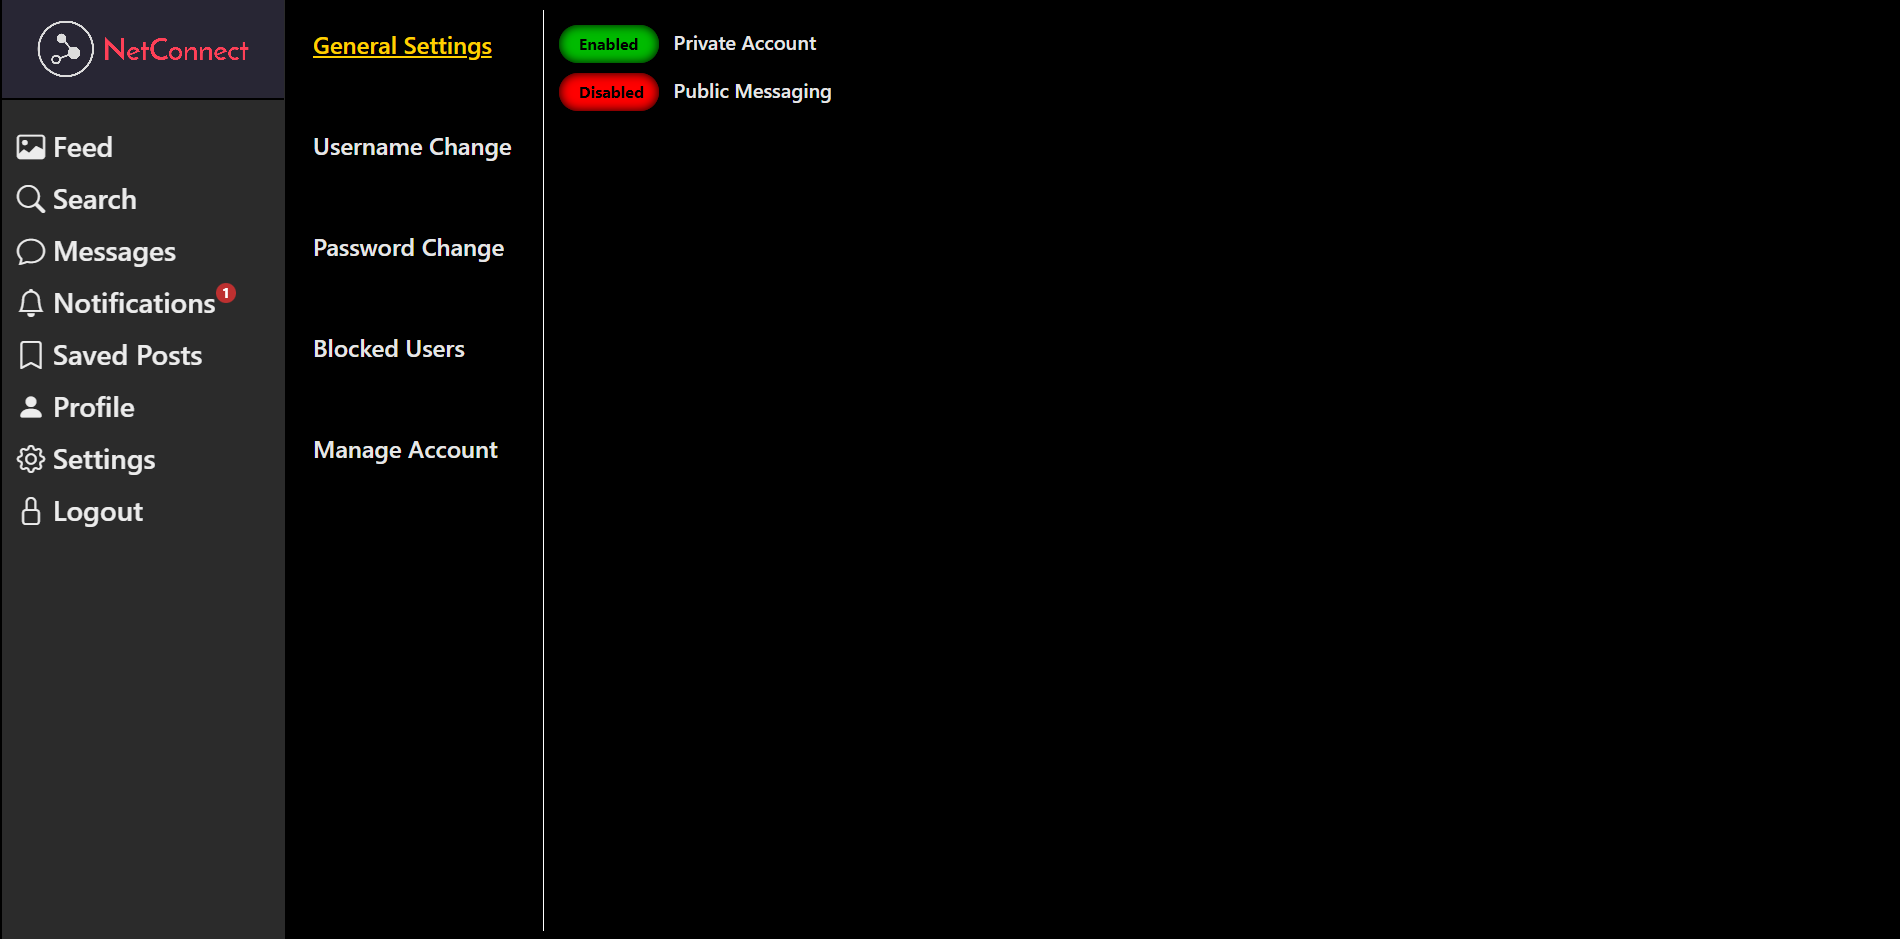 NetConnect
Feed
Search
Messages
Notifications 1
Saved Posts
Profile
Settings
Logout
General Settings
Username Change
Password Change
Blocked Users
Manage Account
Enabled Private Account
Disabled Public Messaging